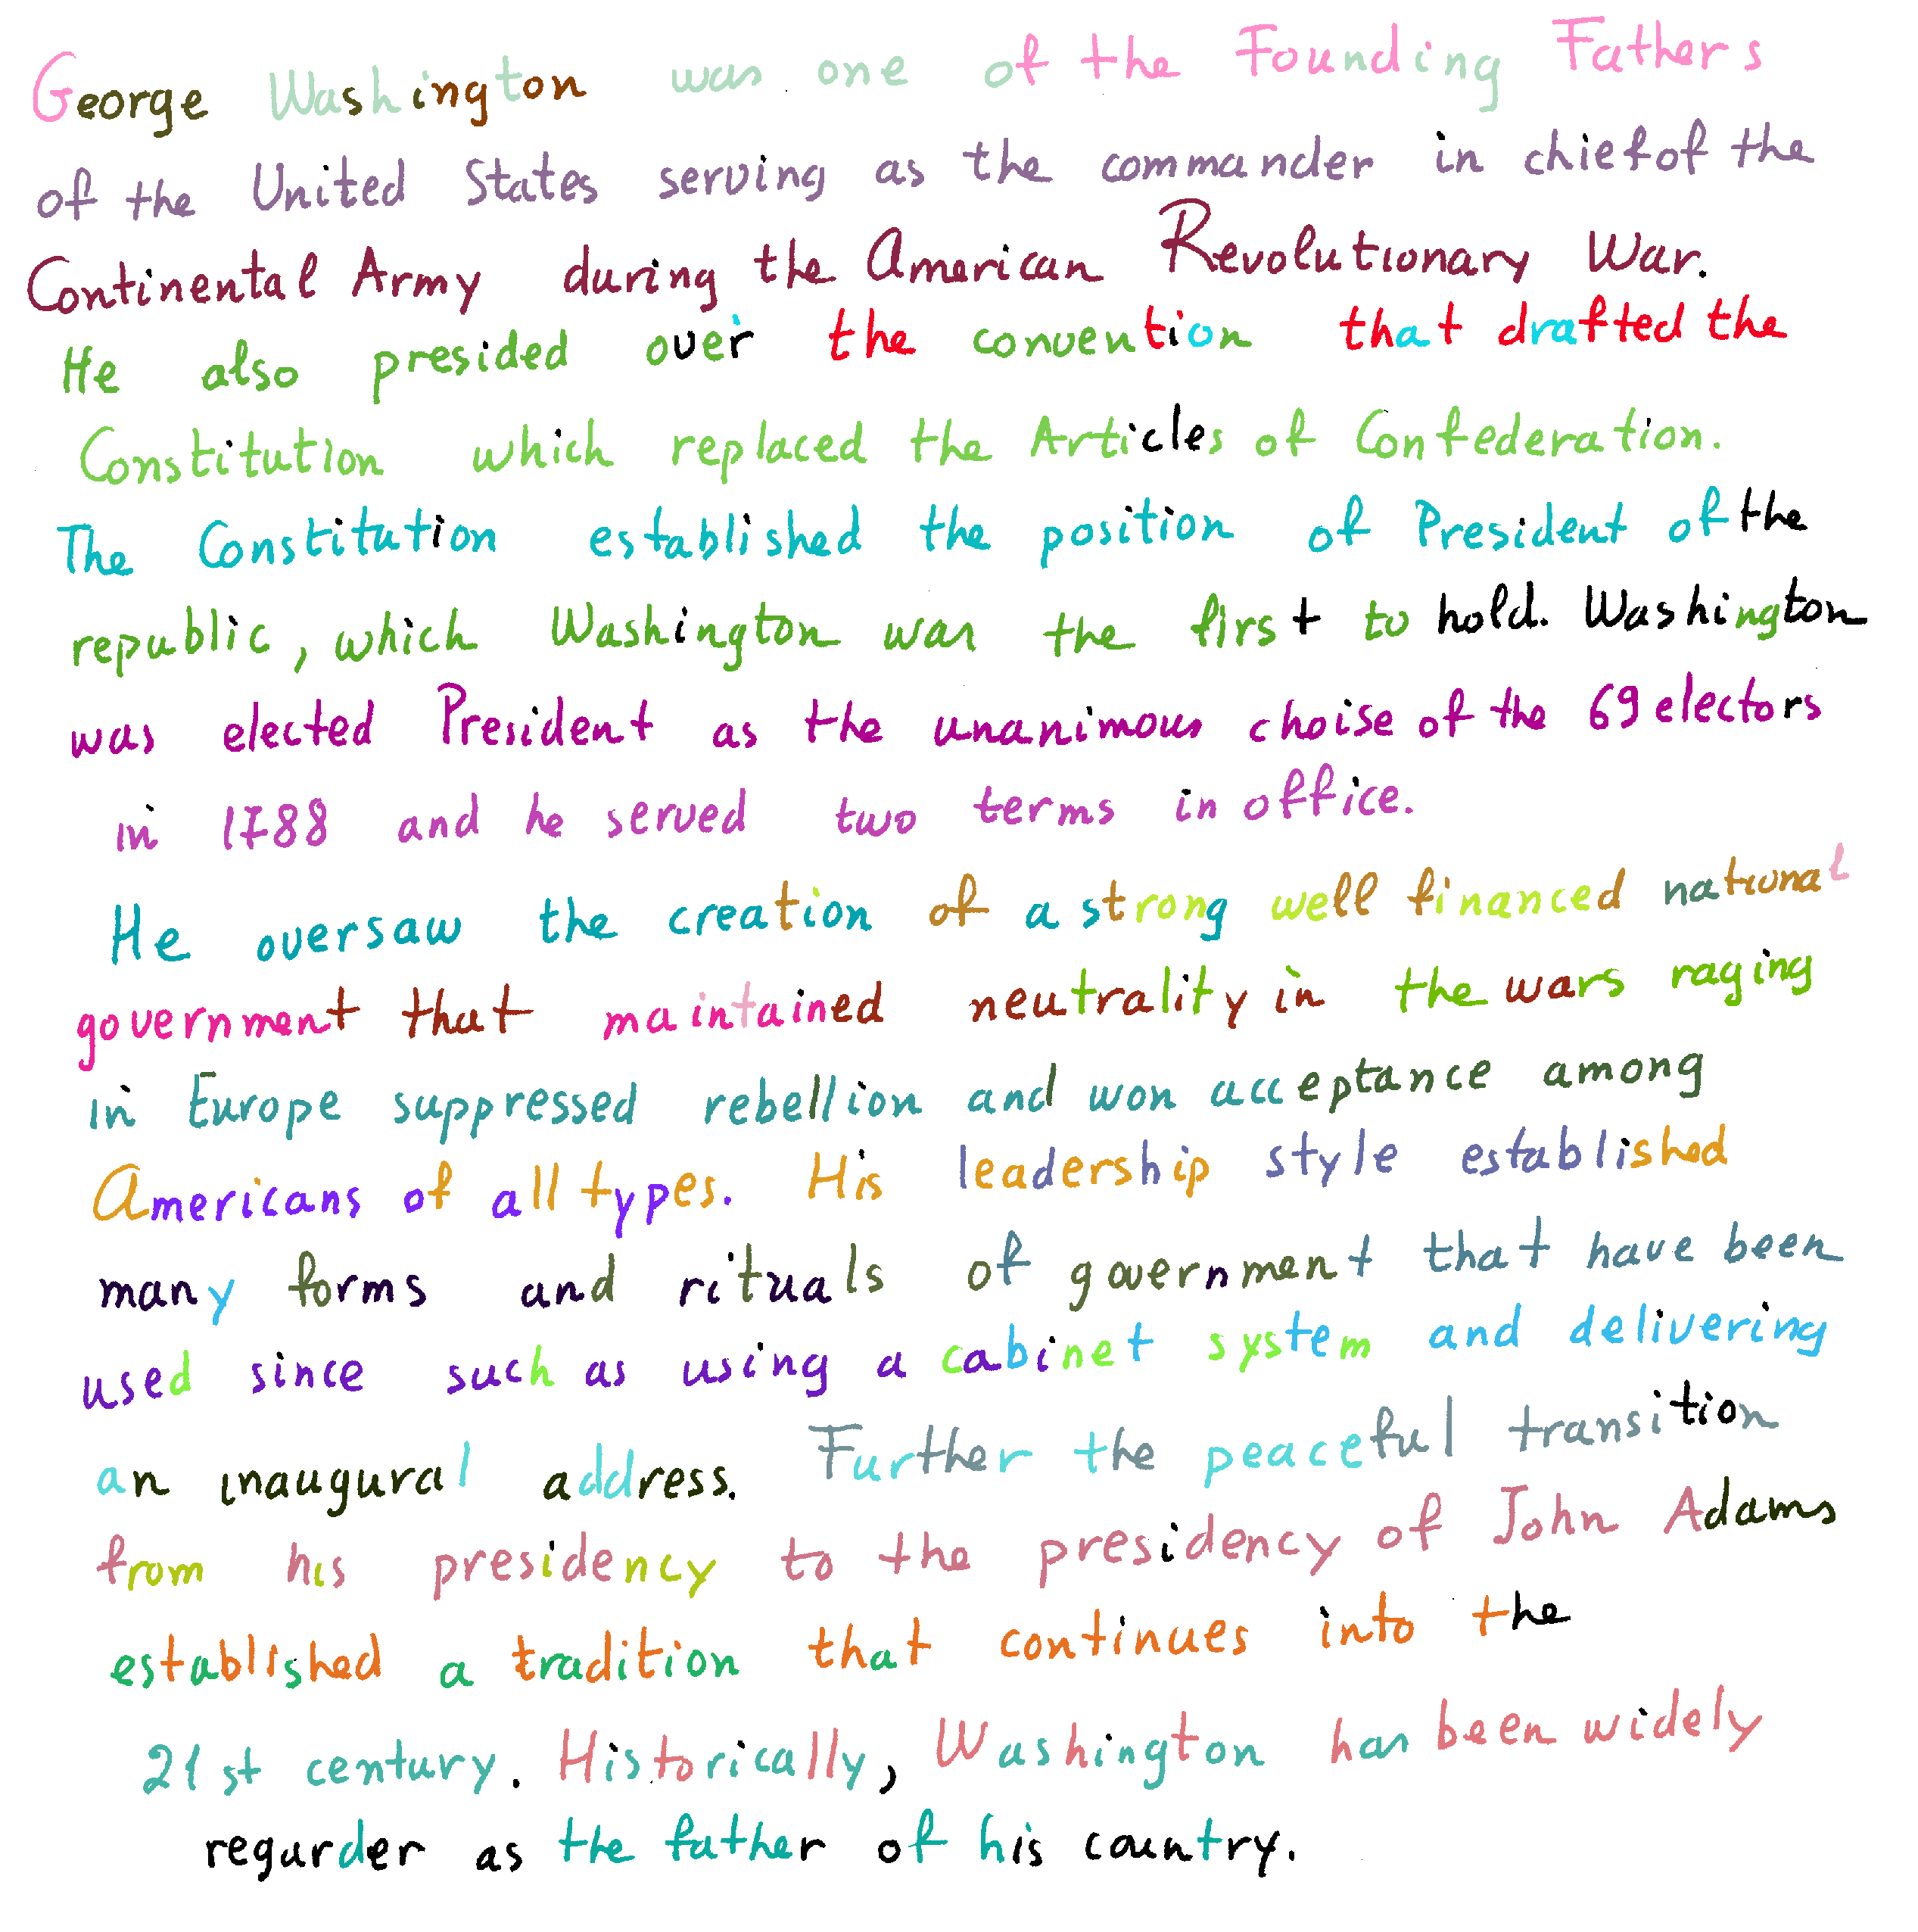 George Washington was one of the Founding Fathers
of the United States serving as the commander in chief of the
Continental Army during the American Revolutionary War.
He also presided over the convention that drafted the
Constitution which replaced the Articles of Confederation.
The Constitution established the position of President of the
republic, which Washington was the first to hold. Washington
was elected President as the unanimous choise of the 69 electors
in 1788 and he served two terms in office.
He oversaw the creation of a strong well financed national
government that maintained neutrality in the wars raging
in Europe suppressed rebellion and won acceptance among
Americans of all types. His leadership style established
many forms and rituals of government that have been
used since such as using a cabinet system and delivering
an inaugural address. Further the peaceful transition
from his presidency to the presidency of John Adams
established a tradition that continues into the
21st century. Historically, Washington has been widely
regarder as the father of his country.